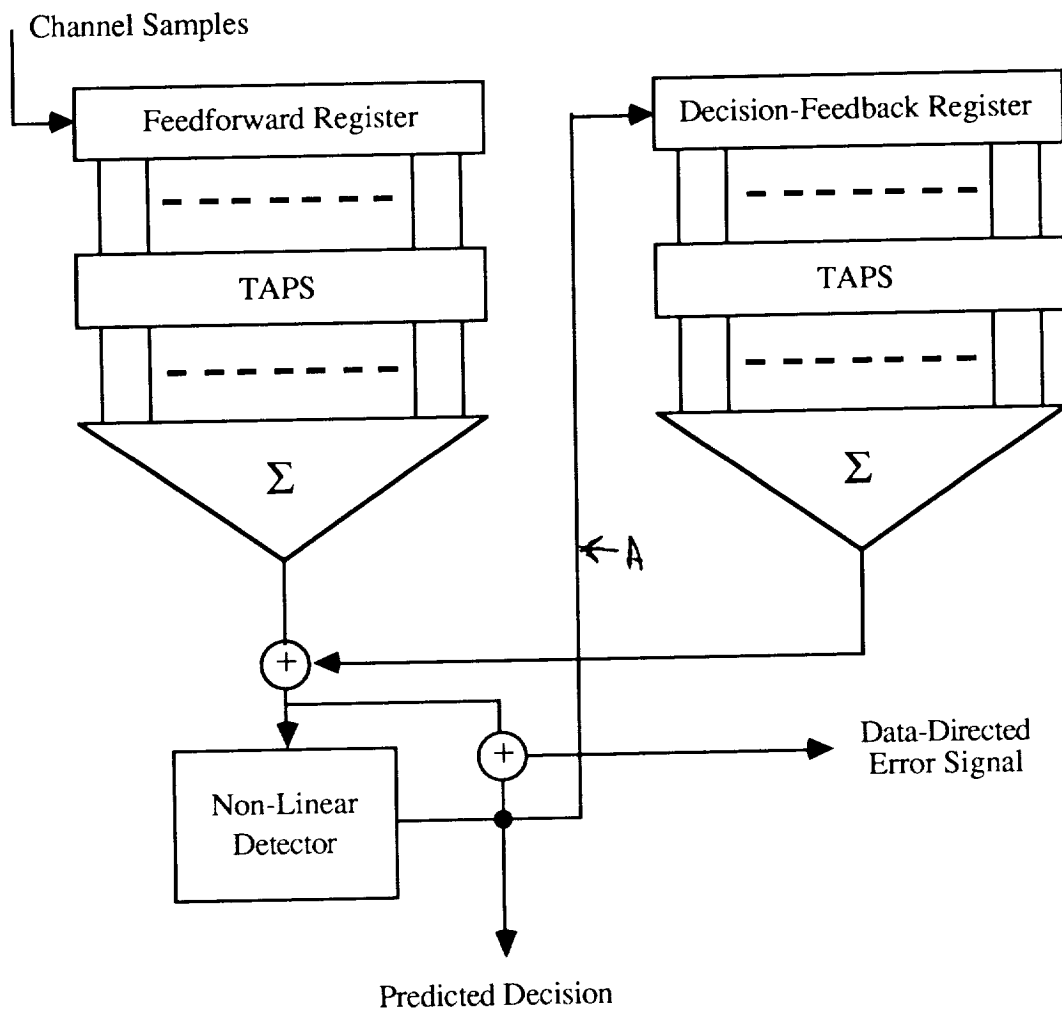 Channel Samples
Feedforward Register
Decision-Feedback Register
TAPS
TAPS
Σ
Σ
A
+
+
Data-Directed
Error Signal
Non-Linear
Detector
Predicted Decision